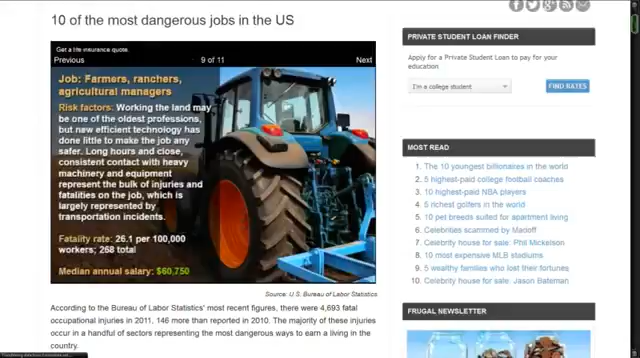 10 of the most dangerous jobs in the US
Get a life insurance quote.
Previous
9 of 11
Next
Job: Farmers, ranchers,
agricultural managers
Risk factors: Working the land may
be one of the oldest professions,
but new efficient technology has
done little to make the job any
safer. Long hours and close,
consistent contact with heavy
machinery and equipment
represent the bulk of injuries and
fatalities on the job, which is
largely represented by
transportation incidents.
Fatality rate: 26.1 per 100,000
workers; 268 total
Median annual salary: $60,750
Source: U.S. Bureau of Labor Statistics
According to the Bureau of Labor Statistics' most recent figures, there were 4,693 fatal
occupational injuries in 2011, 146 more than reported in 2010. The majority of these injuries
occur in a handful of sectors representing the most dangerous ways to earn a living in the
country.
PRIVATE STUDENT LOAN FINDER
Apply for a Private Student Loan to pay for your
education
I'm a college student
FIND RATES
MOST READ
1. The 10 youngest billionaires in the world
2. 5 highest-paid college football coaches
3. 10 highest-paid NBA players
4. 5 richest golfers in the world
5. 10 pet breeds suited for apartment living
6. Celebrities scammed by Madoff
7. Celebrity house for sale: Phil Mickelson
8. 10 most expensive MLB stadiums
9. 5 wealthy families who lost their fortunes
10. Celebrity house for sale: Jason Bateman
FRUGAL NEWSLETTER